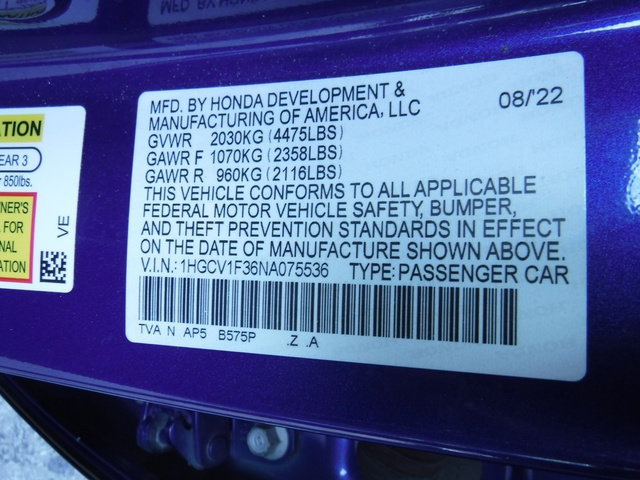 MFD. BY HONDA DEVELOPMENT & 08/'22
MANUFACTURING OF AMERICA, LLC
GVWR 2030KG (4475LBS)
GAWR F 1070KG (2358LBS)
GAWR R 960KG (2116LBS)
THIS VEHICLE CONFORMS TO ALL APPLICABLE
FEDERAL MOTOR VEHICLE SAFETY, BUMPER,
AND THEFT PREVENTION STANDARDS IN EFFECT
ON THE DATE OF MANUFACTURE SHOWN ABOVE.
V.I.N.: 1HGCV1F36NA075536 TYPE: PASSENGER CAR
TVA N AP5 B575P .Z .A
ATION
EAR 3
r 850lbs.
WNER'S
FOR
NAL
ATION
VE